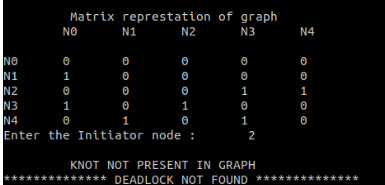 Matrix represtation of graph
N0 N1 N2 N3 N4
N0 0 0 0 0 0
N1 1 0 0 0 0
N2 0 0 0 1 1
N3 1 0 1 0 0
N4 0 1 0 1 0
Enter the Initiator node : 2
KNOT NOT PRESENT IN GRAPH
************** DEADLOCK NOT FOUND **************